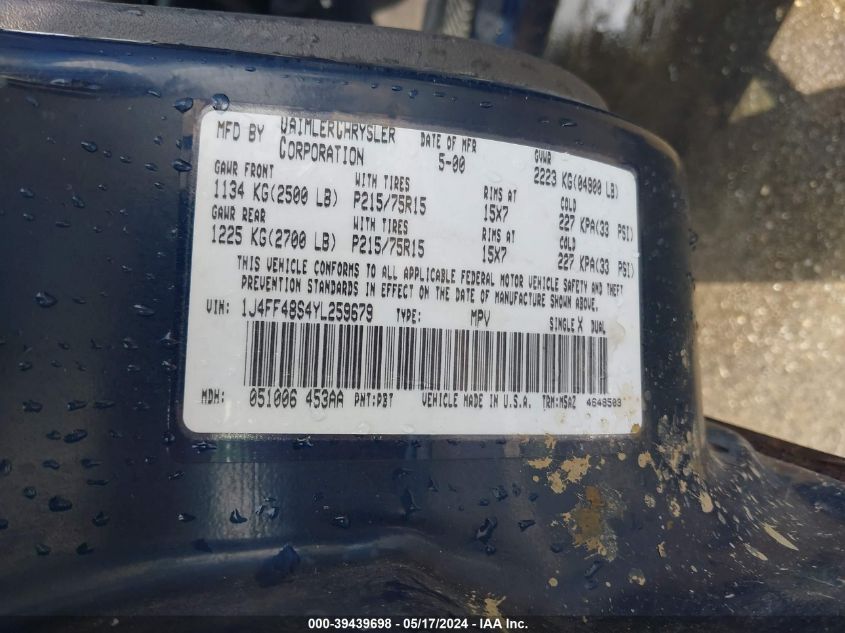 MFD BY DAIMLERCHRYSLER CORPORATION DATE OF MFR 5-00 GVWR 2223 KG(04900 LB)
GAWR FRONT WITH TIRES RIMS AT COLD
1134 KG(2500 LB) P215/75R15 15X7 227 KPA(33 PSI)
GAWR REAR WITH TIRES RIMS AT COLD
1225 KG(2700 LB) P215/75R15 15X7 227 KPA(33 PSI)
THIS VEHICLE CONFORMS TO ALL APPLICABLE FEDERAL MOTOR VEHICLE SAFETY AND THEFT
PREVENTION STANDARDS IN EFFECT ON THE DATE OF MANUFACTURE SHOWN ABOVE.
VIN: 1J4FF48S4YL259679 TYPE: MPV SINGLE X DUAL
MDH: 051006 453AA PNT:PB7 VEHICLE MADE IN U.S.A. TRM:MSAZ 4648503
000-39439698 - 05/17/2024 - IAA Inc.